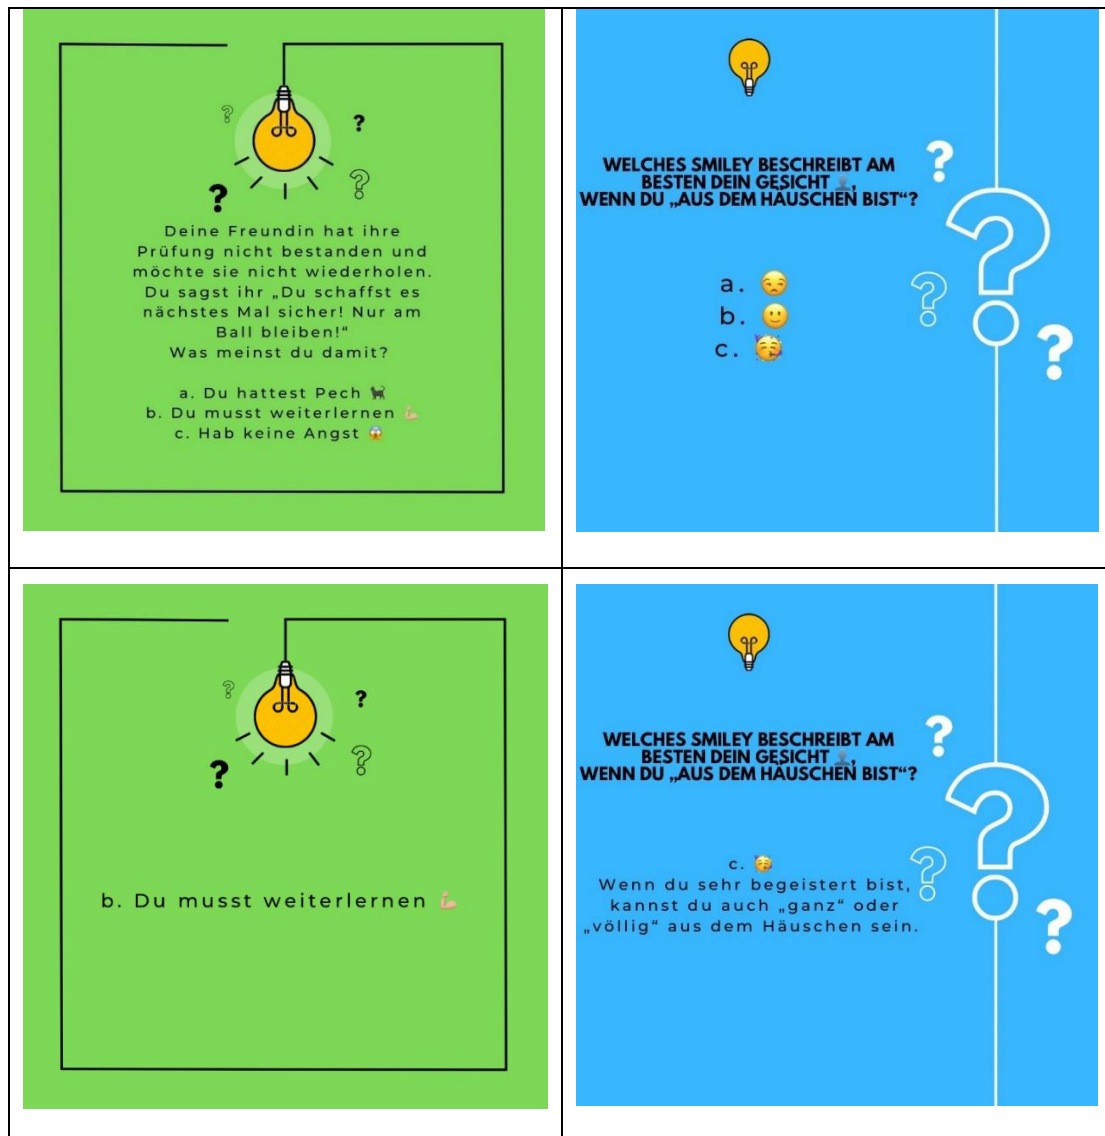 Deine Freundin hat ihre
Prüfung nicht bestanden und
möchte sie nicht wiederholen.
Du sagst ihr „Du schaffst es
nächstes Mal sicher! Nur am
Ball bleiben!“
Was meinst du damit?
a. Du hattest Pech 🐈‍⬛
b. Du musst weiterlernen 💪🏼
c. Hab keine Angst 😱
WELCHES SMILEY BESCHREIBT AM
BESTEN DEIN GESICHT 👤,
WENN DU „AUS DEM HÄUSCHEN BIST“?
a. 😒
b. 🙂
c. 🥳
b. Du musst weiterlernen 💪🏼
WELCHES SMILEY BESCHREIBT AM
BESTEN DEIN GESICHT 👤,
WENN DU „AUS DEM HÄUSCHEN BIST“?
c. 🥳
Wenn du sehr begeistert bist,
kannst du auch „ganz“ oder
„völlig“ aus dem Häuschen sein.